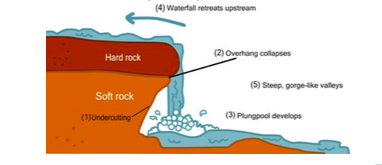 (4) Waterfall retreats upstream
Hard rock
(2) Overhang collapses
Soft rock
(5) Steep, gorge-like valleys
(1)Undercutting
(3) Plungpool develops